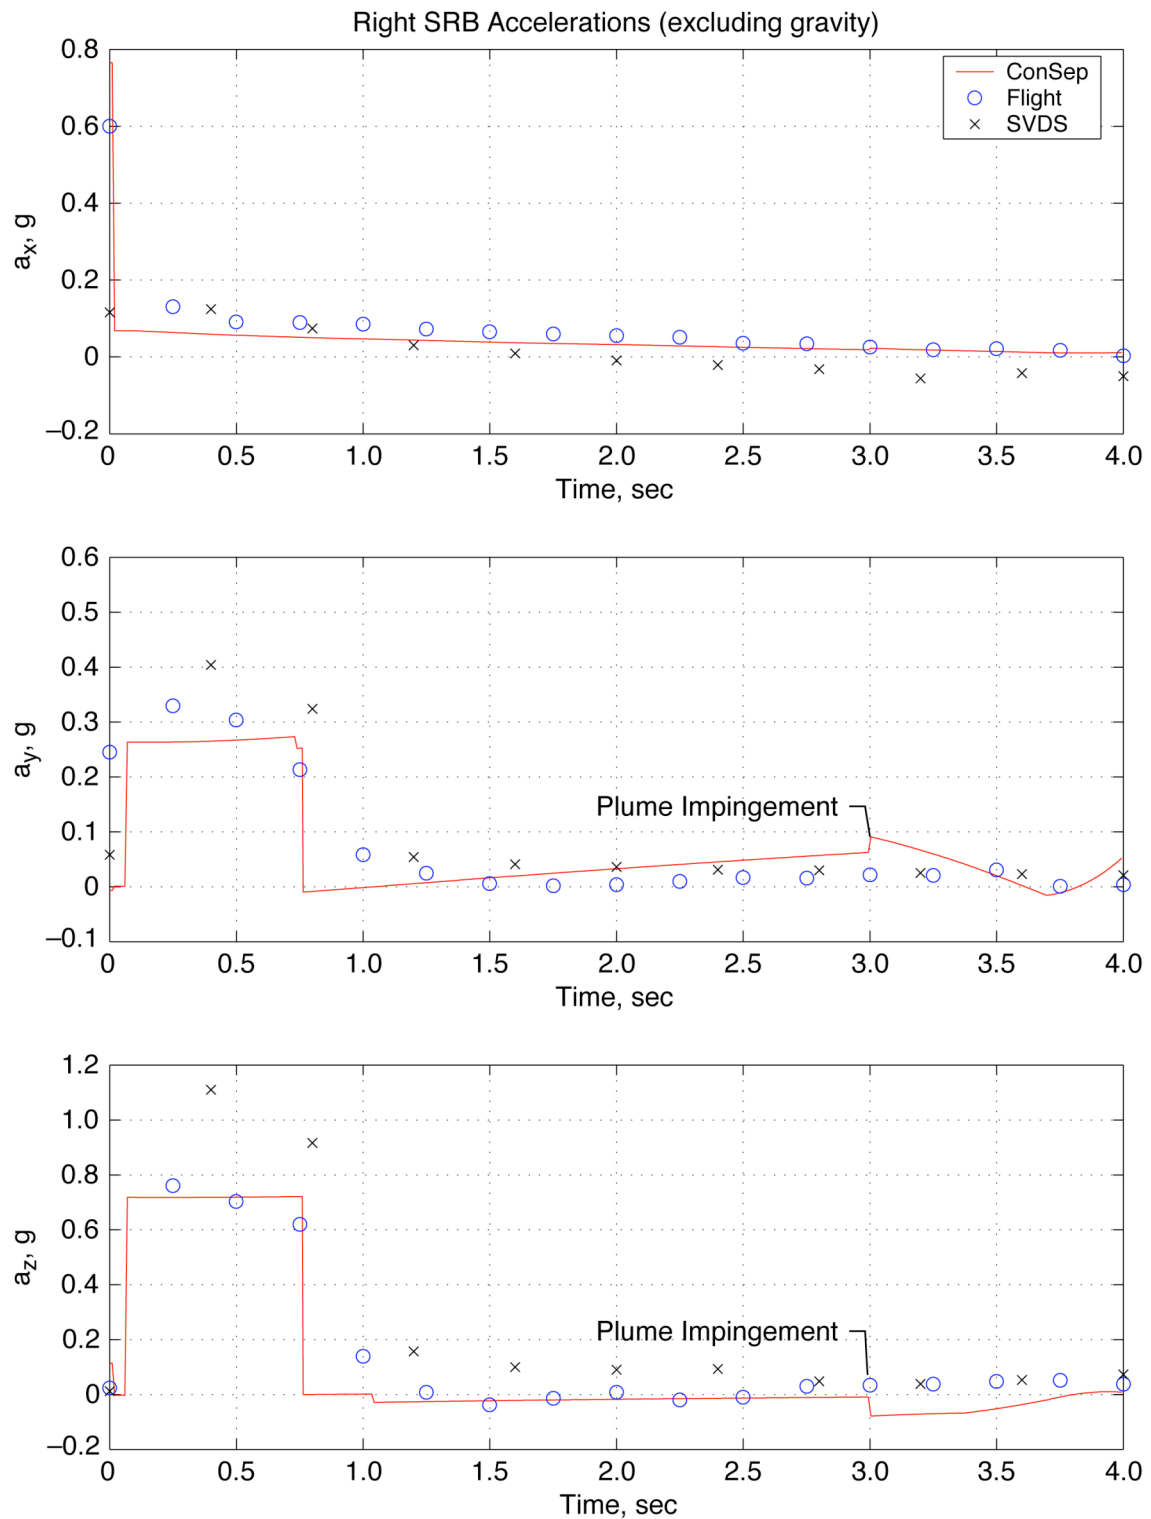 Right SRB Accelerations (excluding gravity)
ConSep
Flight
SVDS
0.8
0.6
0.4
0.2
0
–0.2
a_x, g
0 0.5 1.0 1.5 2.0 2.5 3.0 3.5 4.0
Time, sec
0.6
0.5
0.4
0.3
0.2
0.1
0
–0.1
a_y, g
Plume Impingement
0 0.5 1.0 1.5 2.0 2.5 3.0 3.5 4.0
Time, sec
1.2
1.0
0.8
0.6
0.4
0.2
0
–0.2
a_z, g
Plume Impingement
0 0.5 1.0 1.5 2.0 2.5 3.0 3.5 4.0
Time, sec